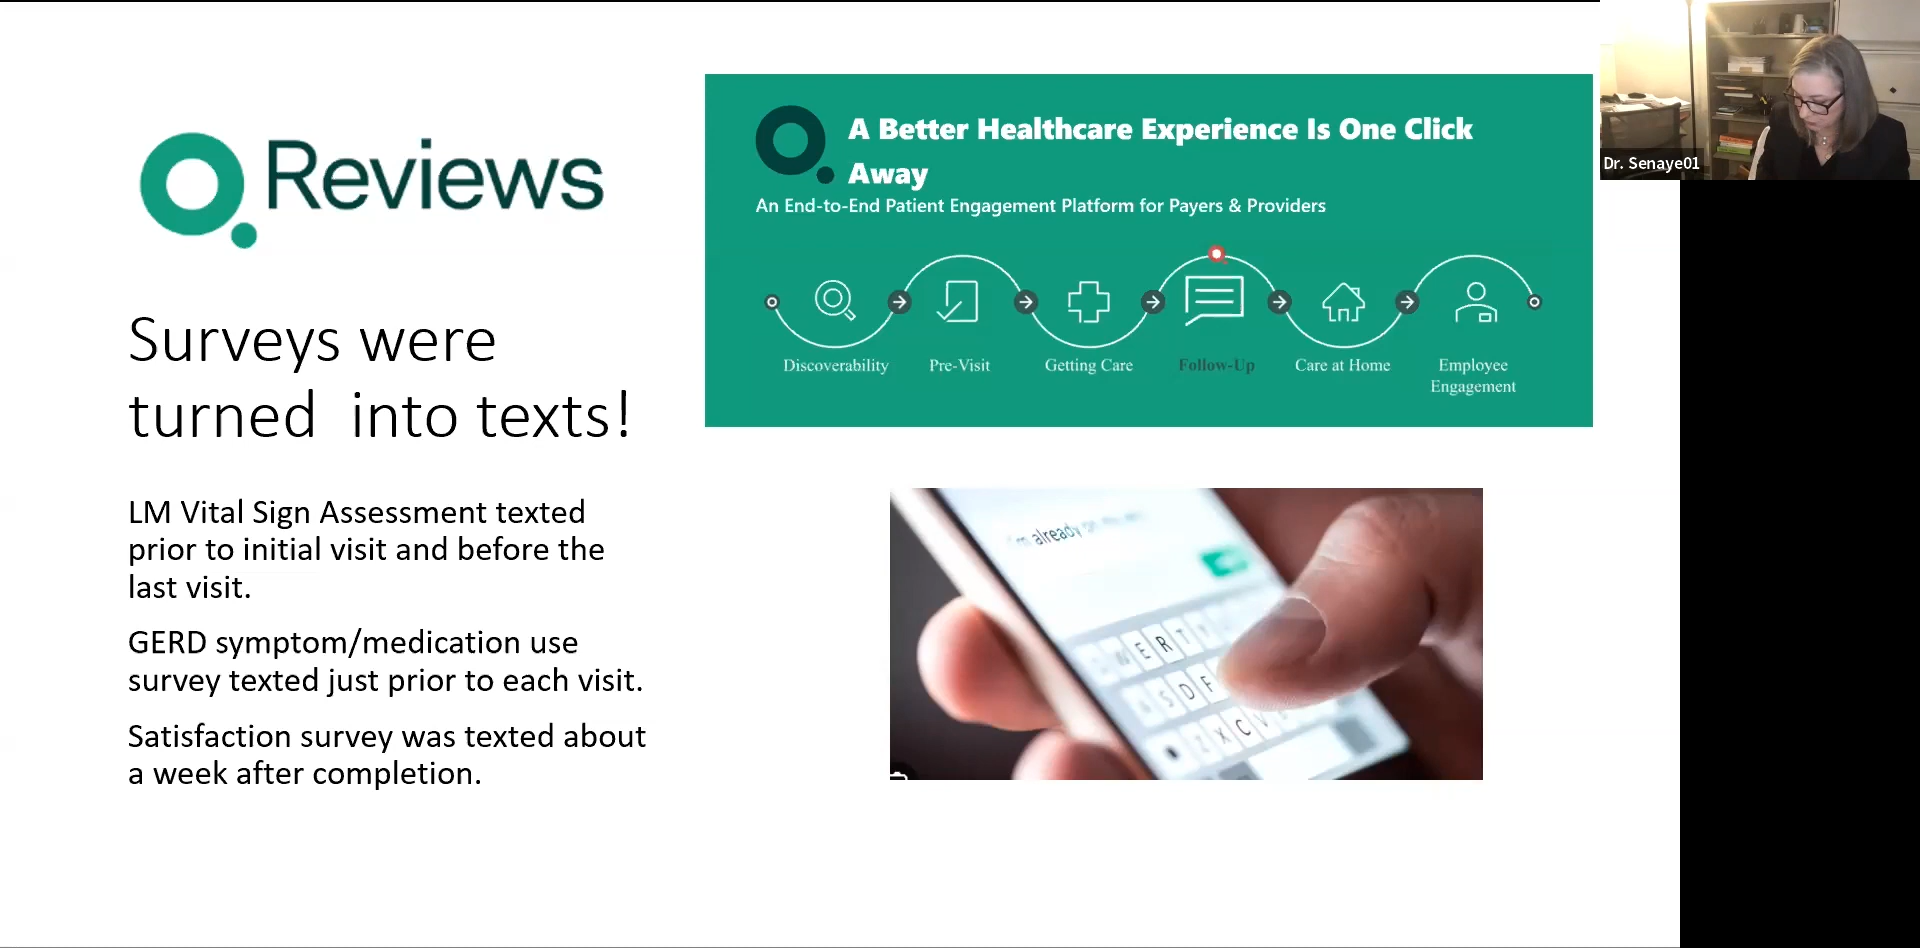 Reviews
Surveys were
turned into texts!
LM Vital Sign Assessment texted
prior to initial visit and before the
last visit.
GERD symptom/medication use
survey texted just prior to each visit.
Satisfaction survey was texted about
a week after completion.
A Better Healthcare Experience Is One Click
Away
An End-to-End Patient Engagement Platform for Payers & Providers
Discoverability
Pre-Visit
Getting Care
Follow-Up
Care at Home
Employee
Engagement
already
E R T
S D F
Z X C V
Dr. Senaye01